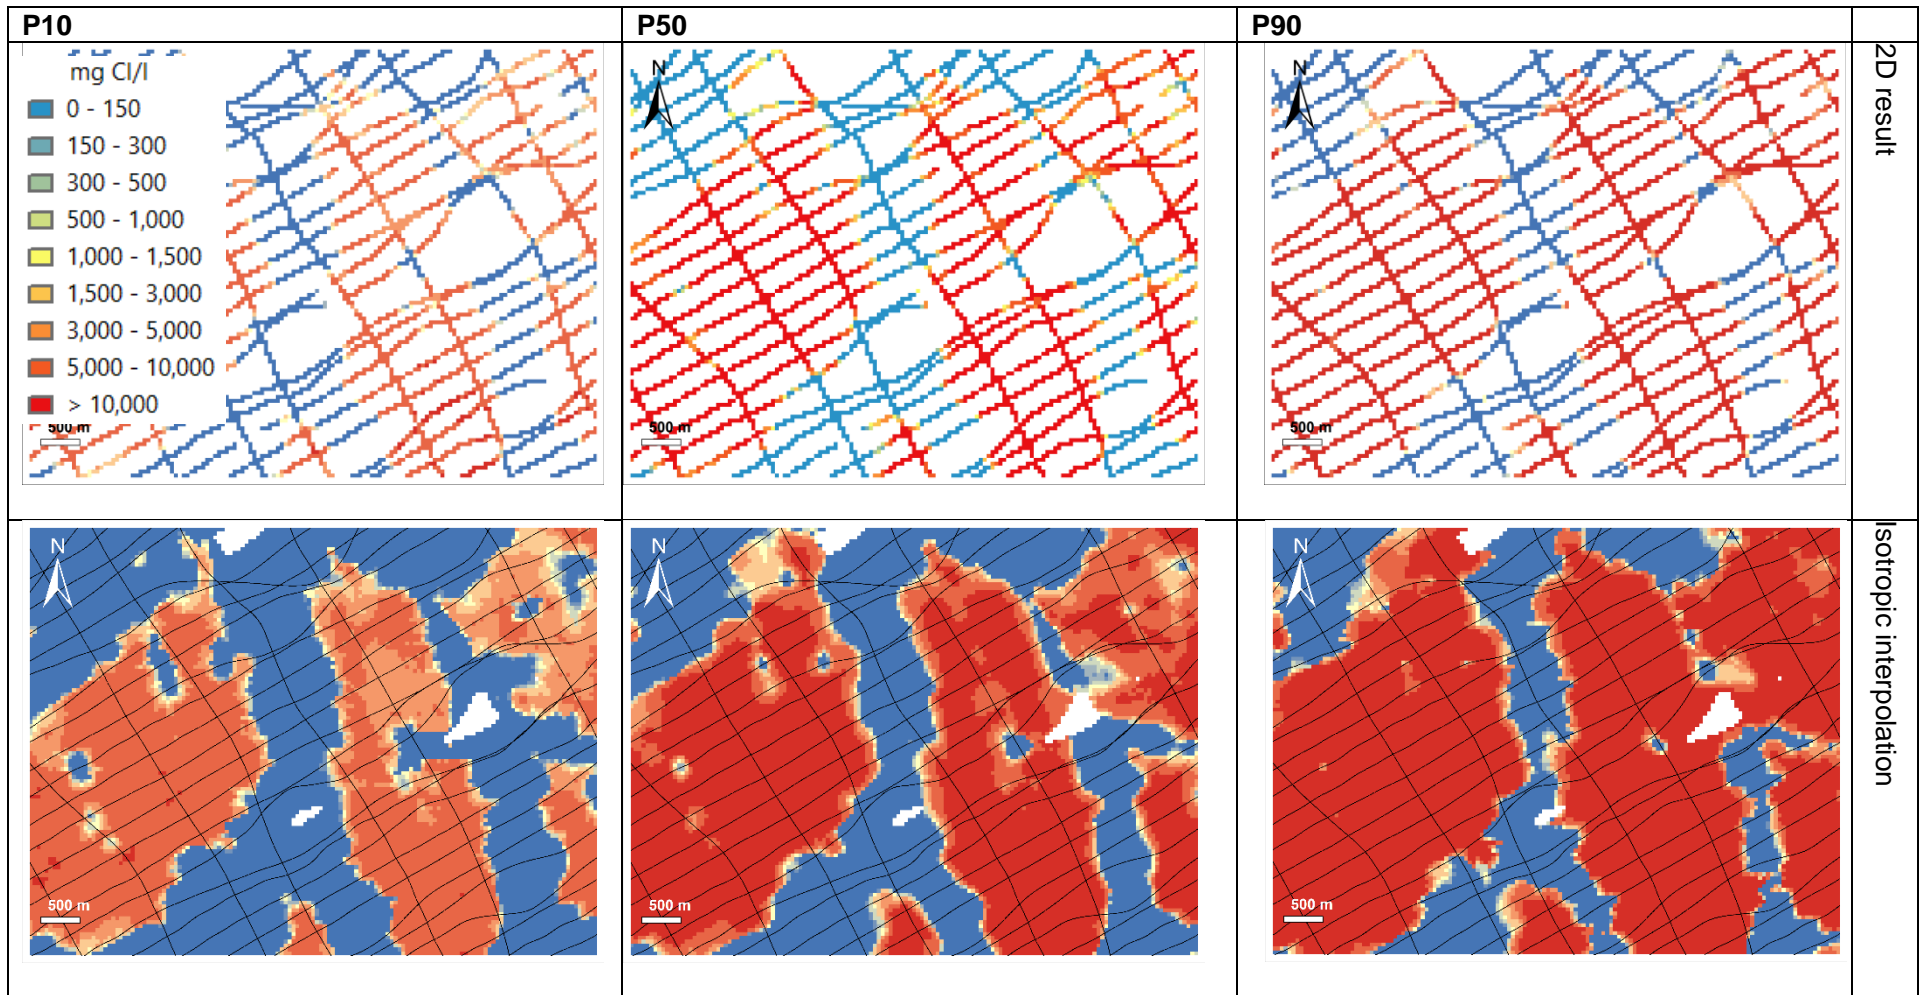 P10
P50
P90
mg Cl/l
0 - 150
150 - 300
300 - 500
500 - 1,000
1,000 - 1,500
1,500 - 3,000
3,000 - 5,000
5,000 - 10,000
> 10,000
500 m
N
500 m
N
500 m
2D result
N
500 m
N
500 m
N
500 m
Isotropic interpolation